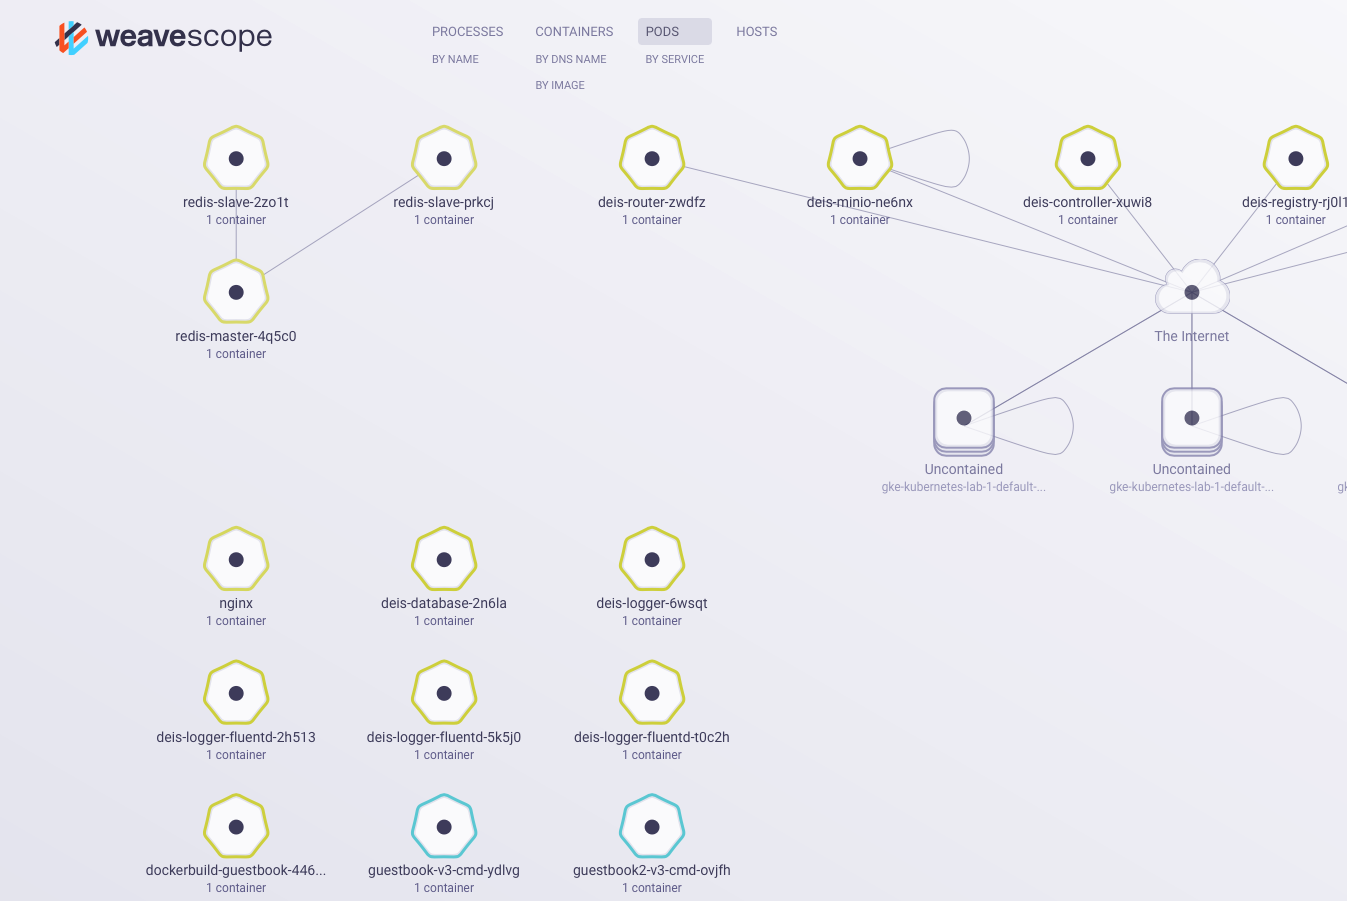 weavescope
PROCESSES CONTAINERS PODS HOSTS
BY NAME BY DNS NAME BY SERVICE
BY IMAGE
redis-slave-2zo1t redis-slave-prkcj deis-router-zwdfz deis-minio-ne6nx deis-controller-xuwi8 deis-registry-rj0l1
1 container 1 container 1 container 1 container 1 container 1 container
redis-master-4q5c0 The Internet
1 container
Uncontained Uncontained
gke-kubernetes-lab-1-default-... gke-kubernetes-lab-1-default-... gk
nginx deis-database-2n6la deis-logger-6wsqt
1 container 1 container 1 container
deis-logger-fluentd-2h513 deis-logger-fluentd-5k5j0 deis-logger-fluentd-t0c2h
1 container 1 container 1 container
dockerbuild-guestbook-446... guestbook-v3-cmd-ydlvg guestbook2-v3-cmd-ovjfh
1 container 1 container 1 container